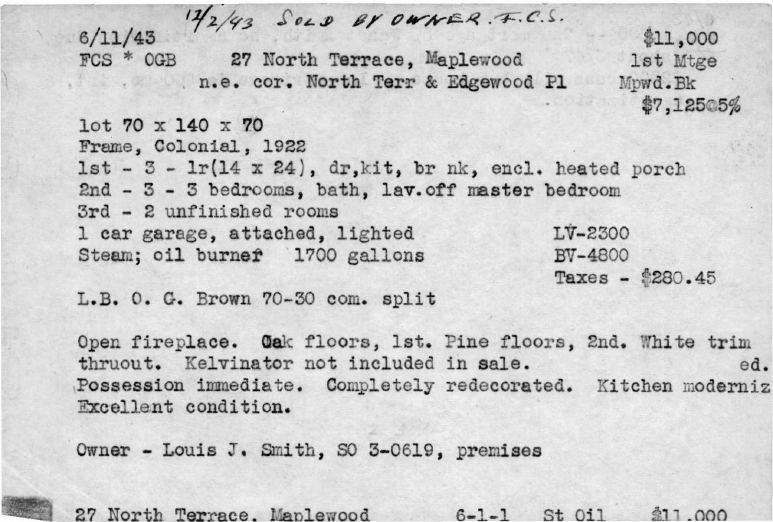 12/2/43 SOLD BY OWNER. F.C.S.
6/11/43 $11,000
FCS * OGB 27 North Terrace, Maplewood 1st Mtge
n.e. cor. North Terr & Edgewood Pl Mpwd.Bk
$7,125@5%
lot 70 x 140 x 70
Frame, Colonial, 1922
1st - 3 - lr(14 x 24), dr,kit, br nk, encl. heated porch
2nd - 3 - 3 bedrooms, bath, lav.off master bedroom
3rd - 2 unfinished rooms
1 car garage, attached, lighted LV-2300
Steam; oil burner 1700 gallons BV-4800
Taxes - $280.45
L.B. O. G. Brown 70-30 com. split
Open fireplace. Oak floors, 1st. Pine floors, 2nd. White trim
thruout. Kelvinator not included in sale. ed.
Possession immediate. Completely redecorated. Kitchen moderniz
Excellent condition.
Owner - Louis J. Smith, SO 3-0619, premises
27 North Terrace, Maplewood 6-1-1 St Oil $11,000